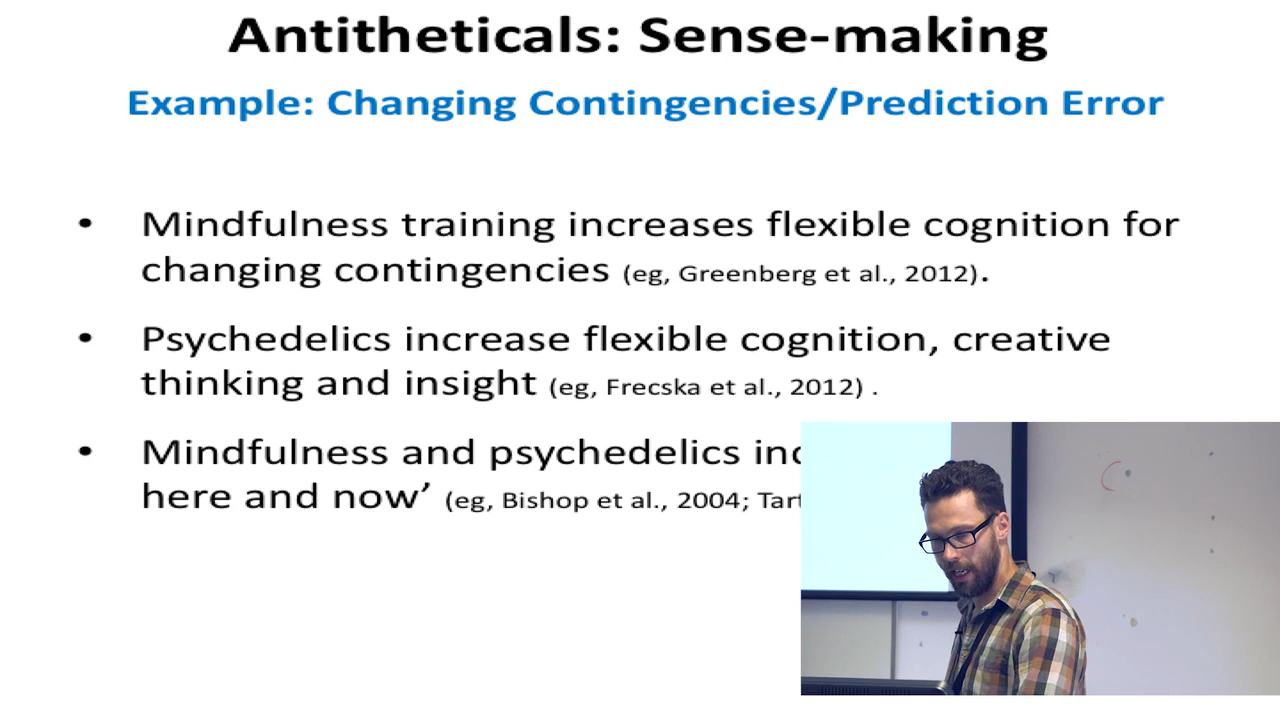 Antitheticals: Sense-making
Example: Changing Contingencies/Prediction Error
• Mindfulness training increases flexible cognition for
changing contingencies (eg, Greenberg et al., 2012).
• Psychedelics increase flexible cognition, creative
thinking and insight (eg, Frecska et al., 2012) .
• Mindfulness and psychedelics
here and now’ (eg, Bishop et al., 2004;